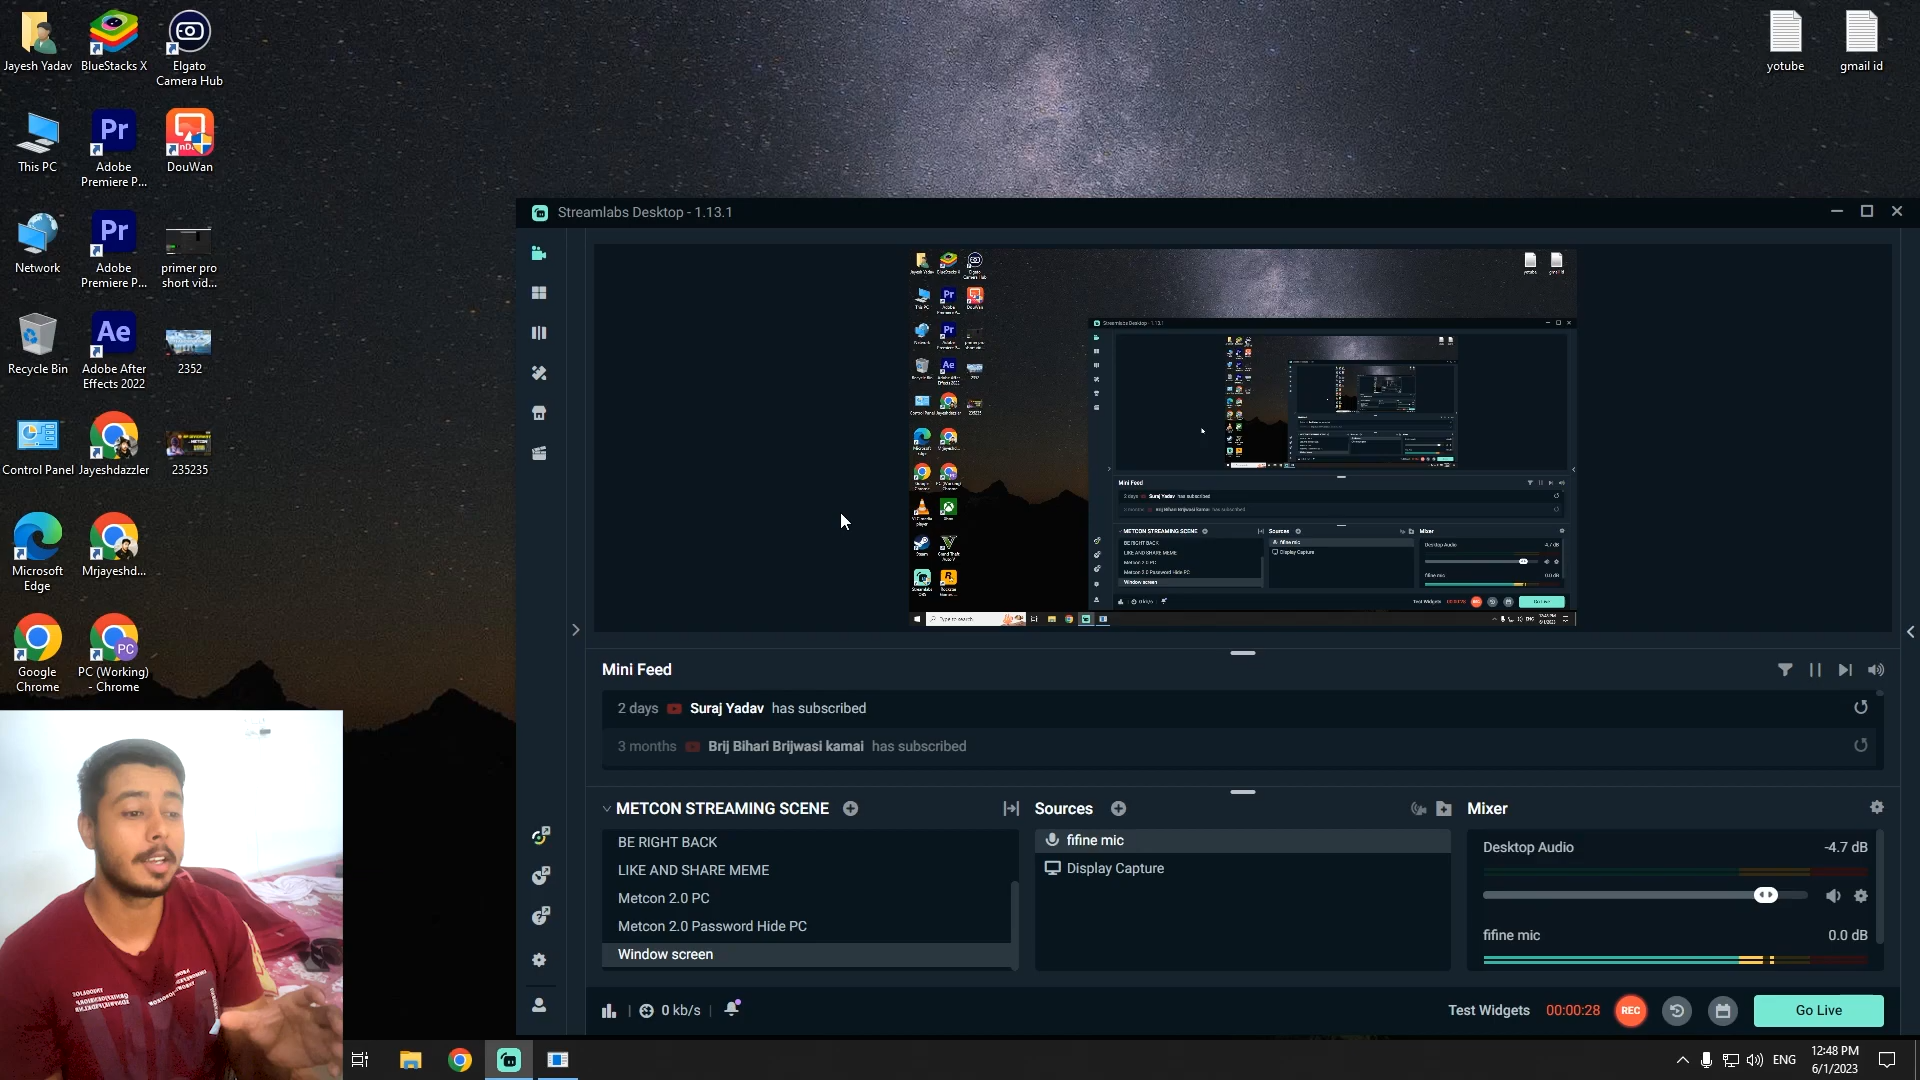 Jayesh Yadav
BlueStacks X
Elgato
Camera Hub
This PC
Adobe
Premiere P...
DouWan
Network
Adobe
Premiere P...
primer pro
short vid...
Recycle Bin
Adobe After
Effects 2022
2352
Control Panel
Jayeshdazzler
235235
Microsoft
Edge
Mrjayeshd...
Google
Chrome
PC (Working)
- Chrome
yotube
gmail id
Streamlabs Desktop - 1.13.1
Mini Feed
2 days Suraj Yadav has subscribed
3 months Brij Bihari Brijwasi kamai has subscribed
METCON STREAMING SCENE
BE RIGHT BACK
LIKE AND SHARE MEME
Metcon 2.0 PC
Metcon 2.0 Password Hide PC
Window screen
Sources
fifine mic
Display Capture
Mixer
Desktop Audio -4.7 dB
fifine mic 0.0 dB
0 kb/s
Test Widgets 00:00:28 REC Go Live
ENG
12:48 PM
6/1/2023